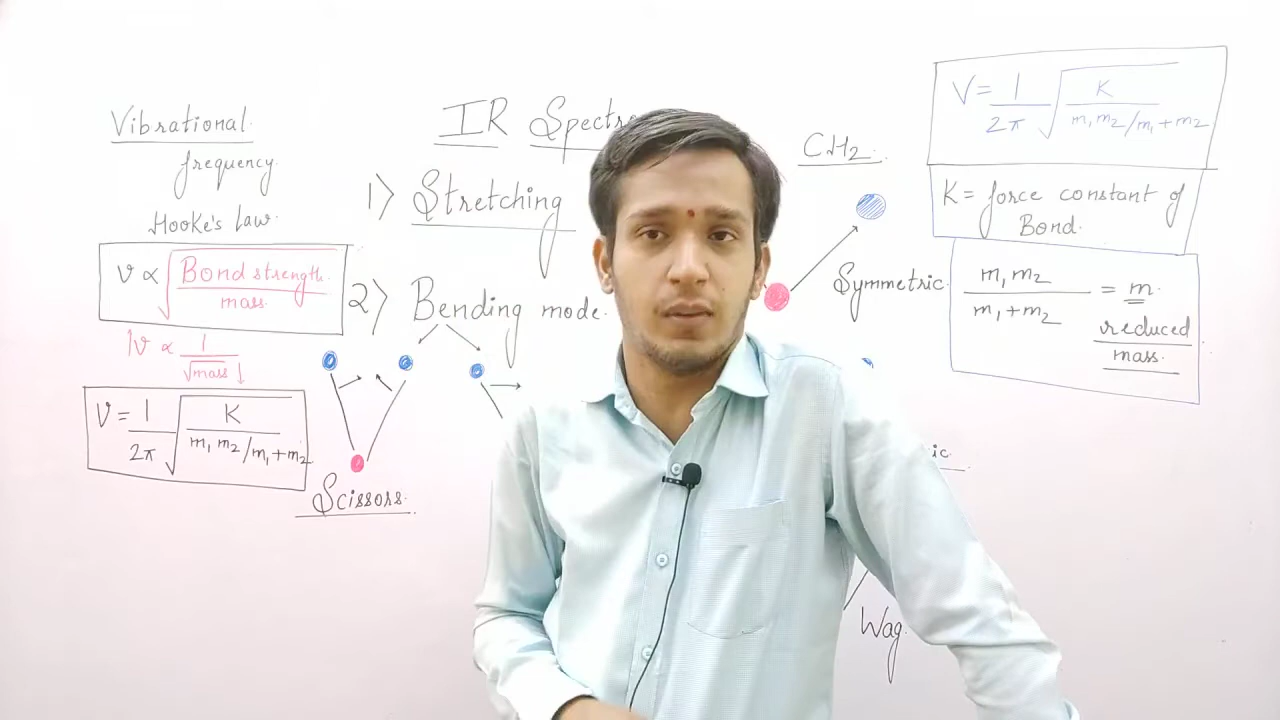 Vibrational
frequency
Hooke's law
ν ∝ √(Bond strength / mass)
ν ∝ 1/√mass ↓
ν = 1/2π √(K / m₁ m₂/m₁+m₂)
IR Spectro
1) Stretching
2) Bending mode.
Scissors.
CH₂
Symmetric.
ic
Wag.
V = 1/2π √(K / m₁ m₂/m₁+m₂)
K = force constant of
Bond.
m₁ m₂ / m₁+m₂ = m.
reduced
mass.